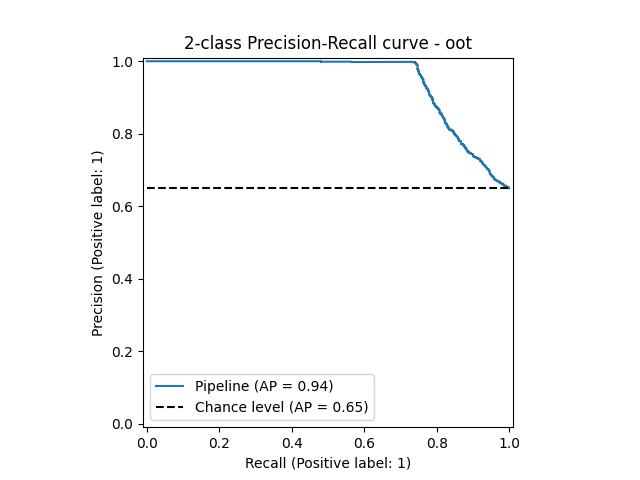 2-class Precision-Recall curve - oot
1.0
0.8
0.6
0.4
0.2
0.0
Precision (Positive label: 1)
Pipeline (AP = 0.94)
Chance level (AP = 0.65)
0.0 0.2 0.4 0.6 0.8 1.0
Recall (Positive label: 1)